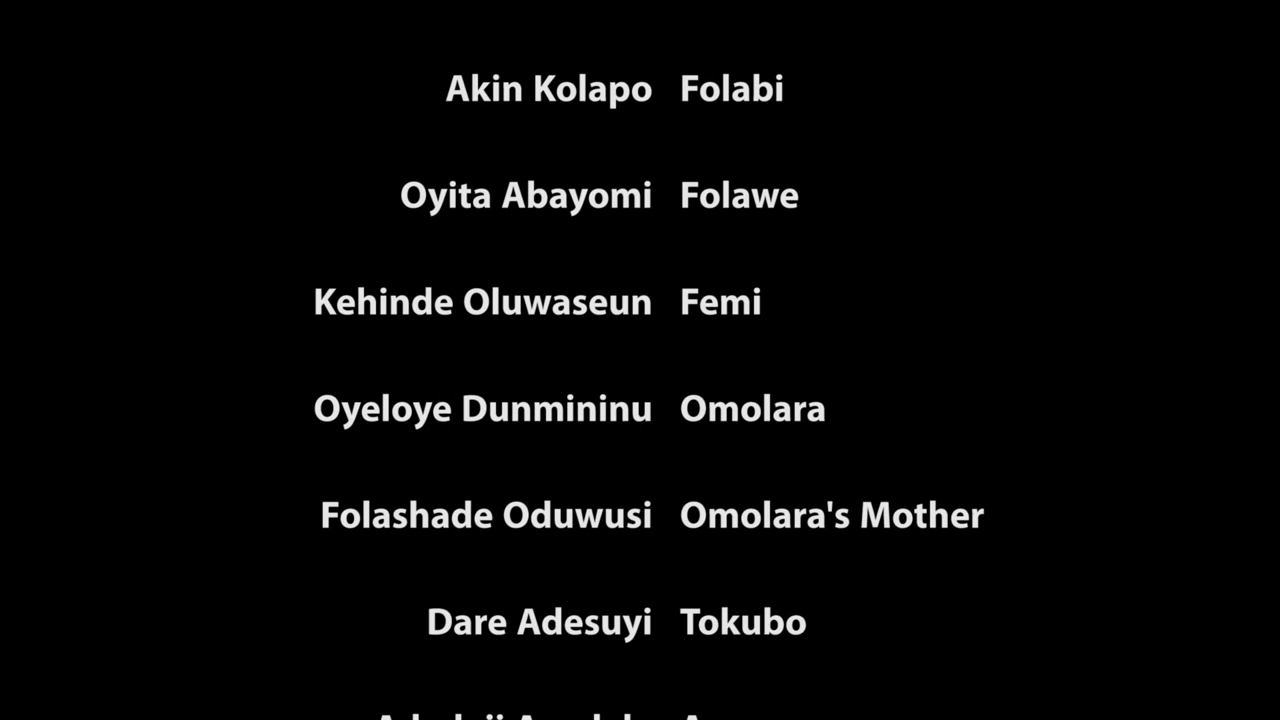 Akin Kolapo Folabi
Oyita Abayomi Folawe
Kehinde Oluwaseun Femi
Oyeloye Dunmininu Omolara
Folashade Oduwusi Omolara's Mother
Dare Adesuyi Tokubo